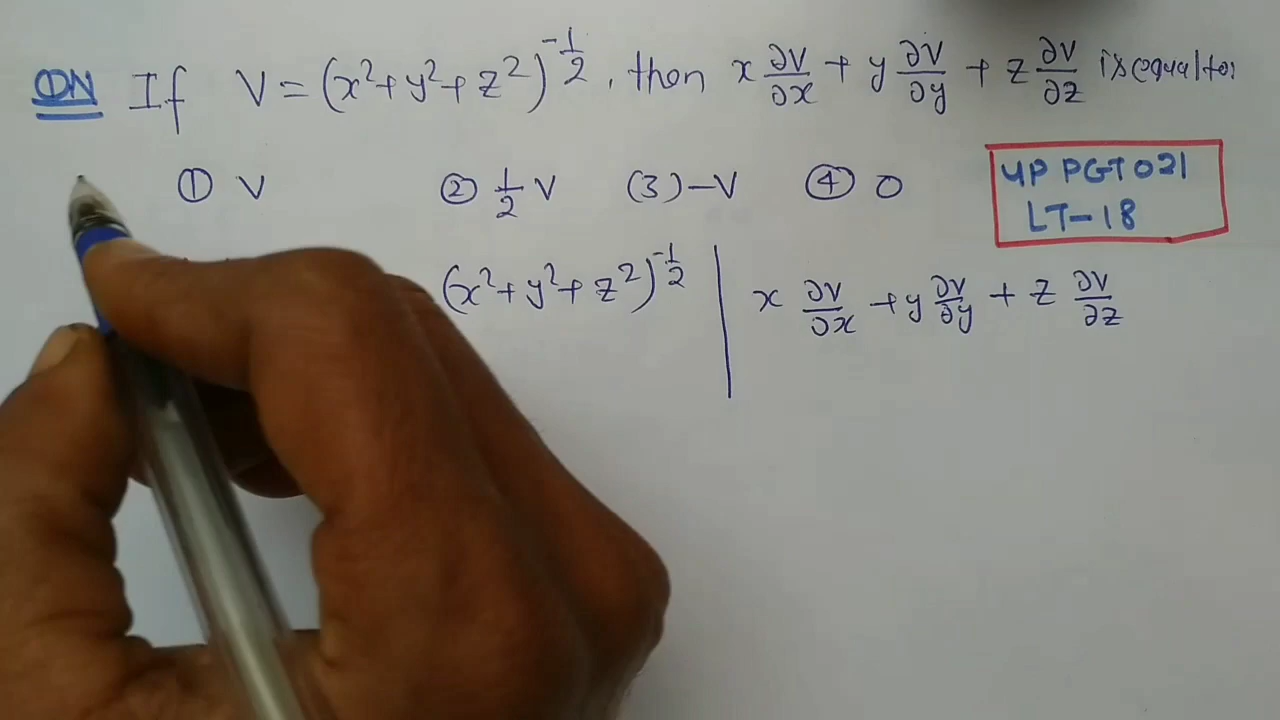 QN If V = (x²+y²+z²)^{-1/2}, then x ∂V/∂x + y ∂V/∂y + z ∂V/∂z is equal to
① V ② 1/2 V (3) -V ④ 0
UP PGT 021
LT-18
(x²+y²+z²)^{-1/2} | x ∂V/∂x + y ∂V/∂y + z ∂V/∂z